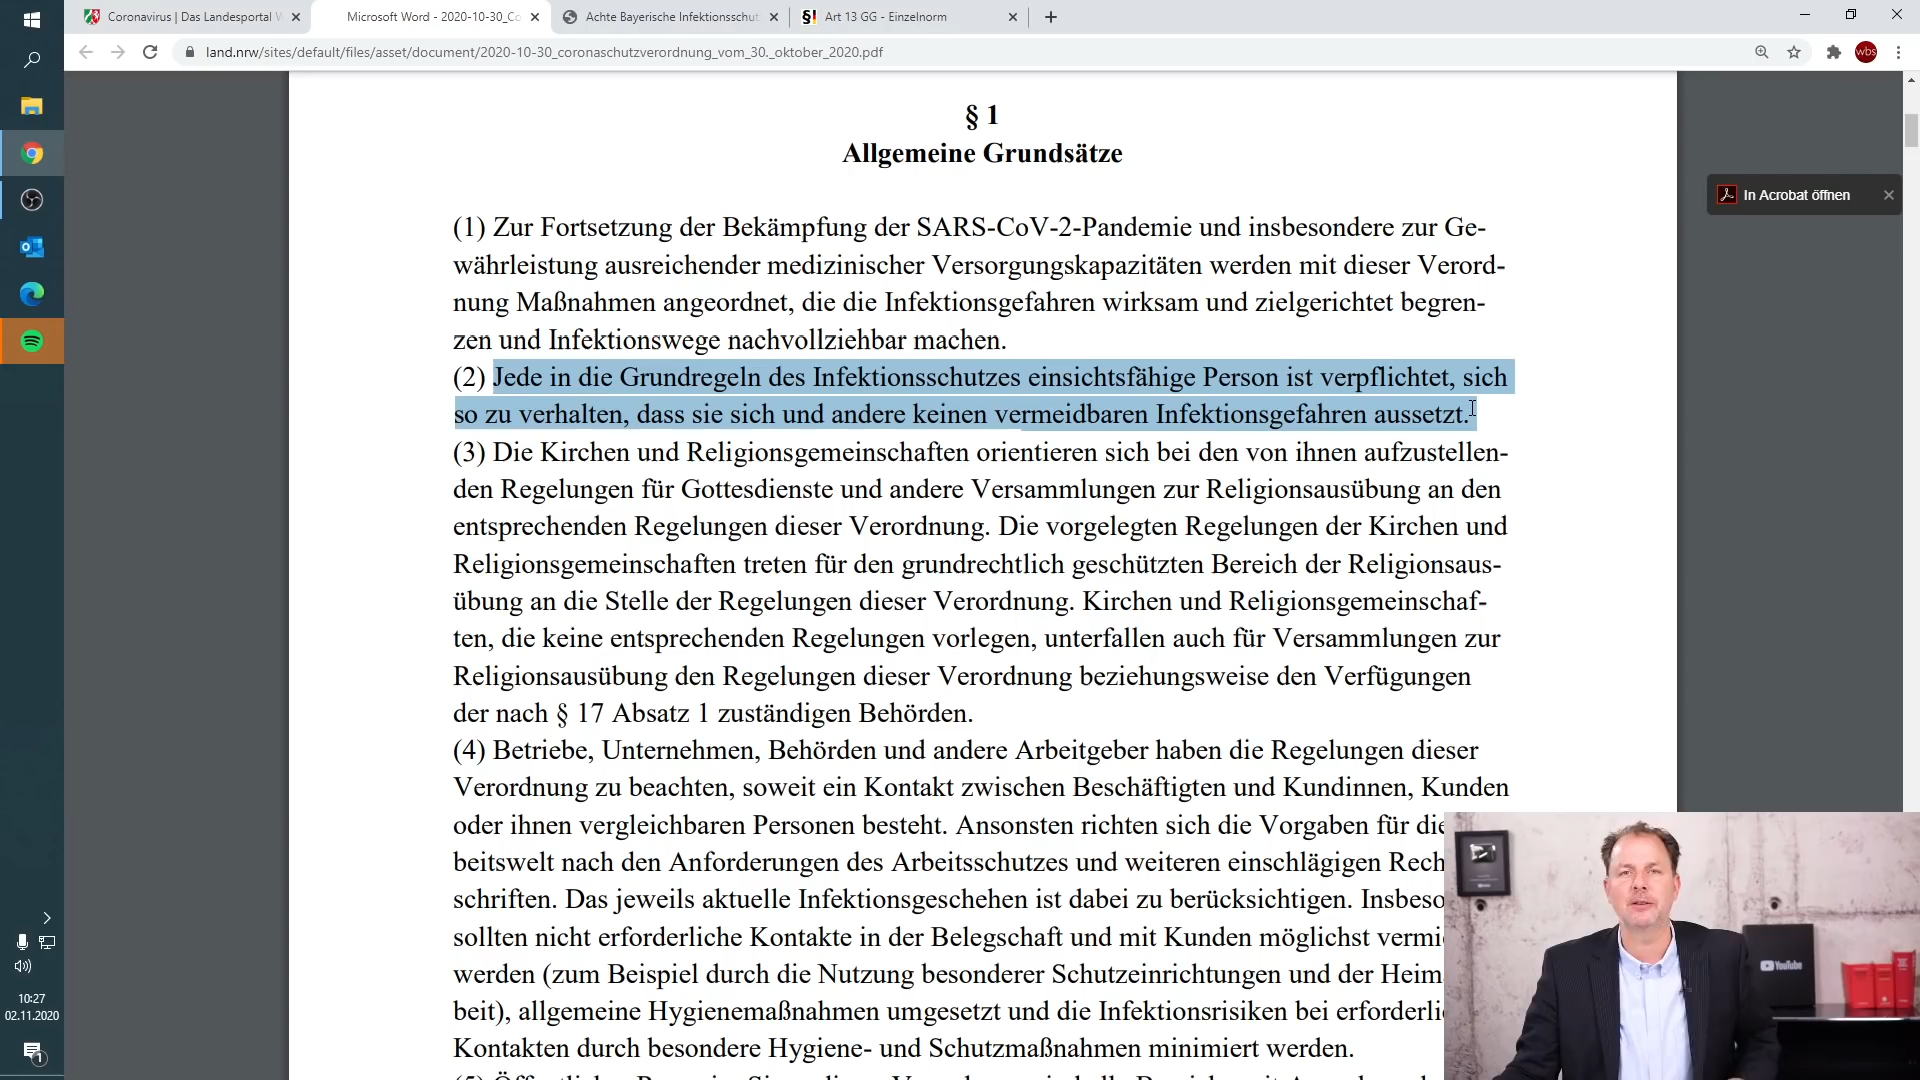 Coronavirus | Das Landesportal W
Microsoft Word - 2020-10-30_Co
Achte Bayerische Infektionsschut
Art 13 GG - Einzelnorm
land.nrw/sites/default/files/asset/document/2020-10-30_coronaschutzverordnung_vom_30._oktober_2020.pdf
wbs
§ 1
Allgemeine Grundsätze
In Acrobat öffnen
(1) Zur Fortsetzung der Bekämpfung der SARS-CoV-2-Pandemie und insbesondere zur Ge-
währleistung ausreichender medizinischer Versorgungskapazitäten werden mit dieser Verord-
nung Maßnahmen angeordnet, die die Infektionsgefahren wirksam und zielgerichtet begren-
zen und Infektionswege nachvollziehbar machen.
(2) Jede in die Grundregeln des Infektionsschutzes einsichtsfähige Person ist verpflichtet, sich
so zu verhalten, dass sie sich und andere keinen vermeidbaren Infektionsgefahren aussetzt.
(3) Die Kirchen und Religionsgemeinschaften orientieren sich bei den von ihnen aufzustellen-
den Regelungen für Gottesdienste und andere Versammlungen zur Religionsausübung an den
entsprechenden Regelungen dieser Verordnung. Die vorgelegten Regelungen der Kirchen und
Religionsgemeinschaften treten für den grundrechtlich geschützten Bereich der Religionsaus-
übung an die Stelle der Regelungen dieser Verordnung. Kirchen und Religionsgemeinschaf-
ten, die keine entsprechenden Regelungen vorlegen, unterfallen auch für Versammlungen zur
Religionsausübung den Regelungen dieser Verordnung beziehungsweise den Verfügungen
der nach § 17 Absatz 1 zuständigen Behörden.
(4) Betriebe, Unternehmen, Behörden und andere Arbeitgeber haben die Regelungen dieser
Verordnung zu beachten, soweit ein Kontakt zwischen Beschäftigten und Kundinnen, Kunden
oder ihnen vergleichbaren Personen besteht. Ansonsten richten sich die Vorgaben für die
beitswelt nach den Anforderungen des Arbeitsschutzes und weiteren einschlägigen Rech
schriften. Das jeweils aktuelle Infektionsgeschehen ist dabei zu berücksichtigen. Insbeso
sollten nicht erforderliche Kontakte in der Belegschaft und mit Kunden möglichst vermi
werden (zum Beispiel durch die Nutzung besonderer Schutzeinrichtungen und der Heim
beit), allgemeine Hygienemaßnahmen umgesetzt und die Infektionsrisiken bei erforderli
Kontakten durch besondere Hygiene- und Schutzmaßnahmen minimiert werden.
YouTube
10:27
02.11.2020
1